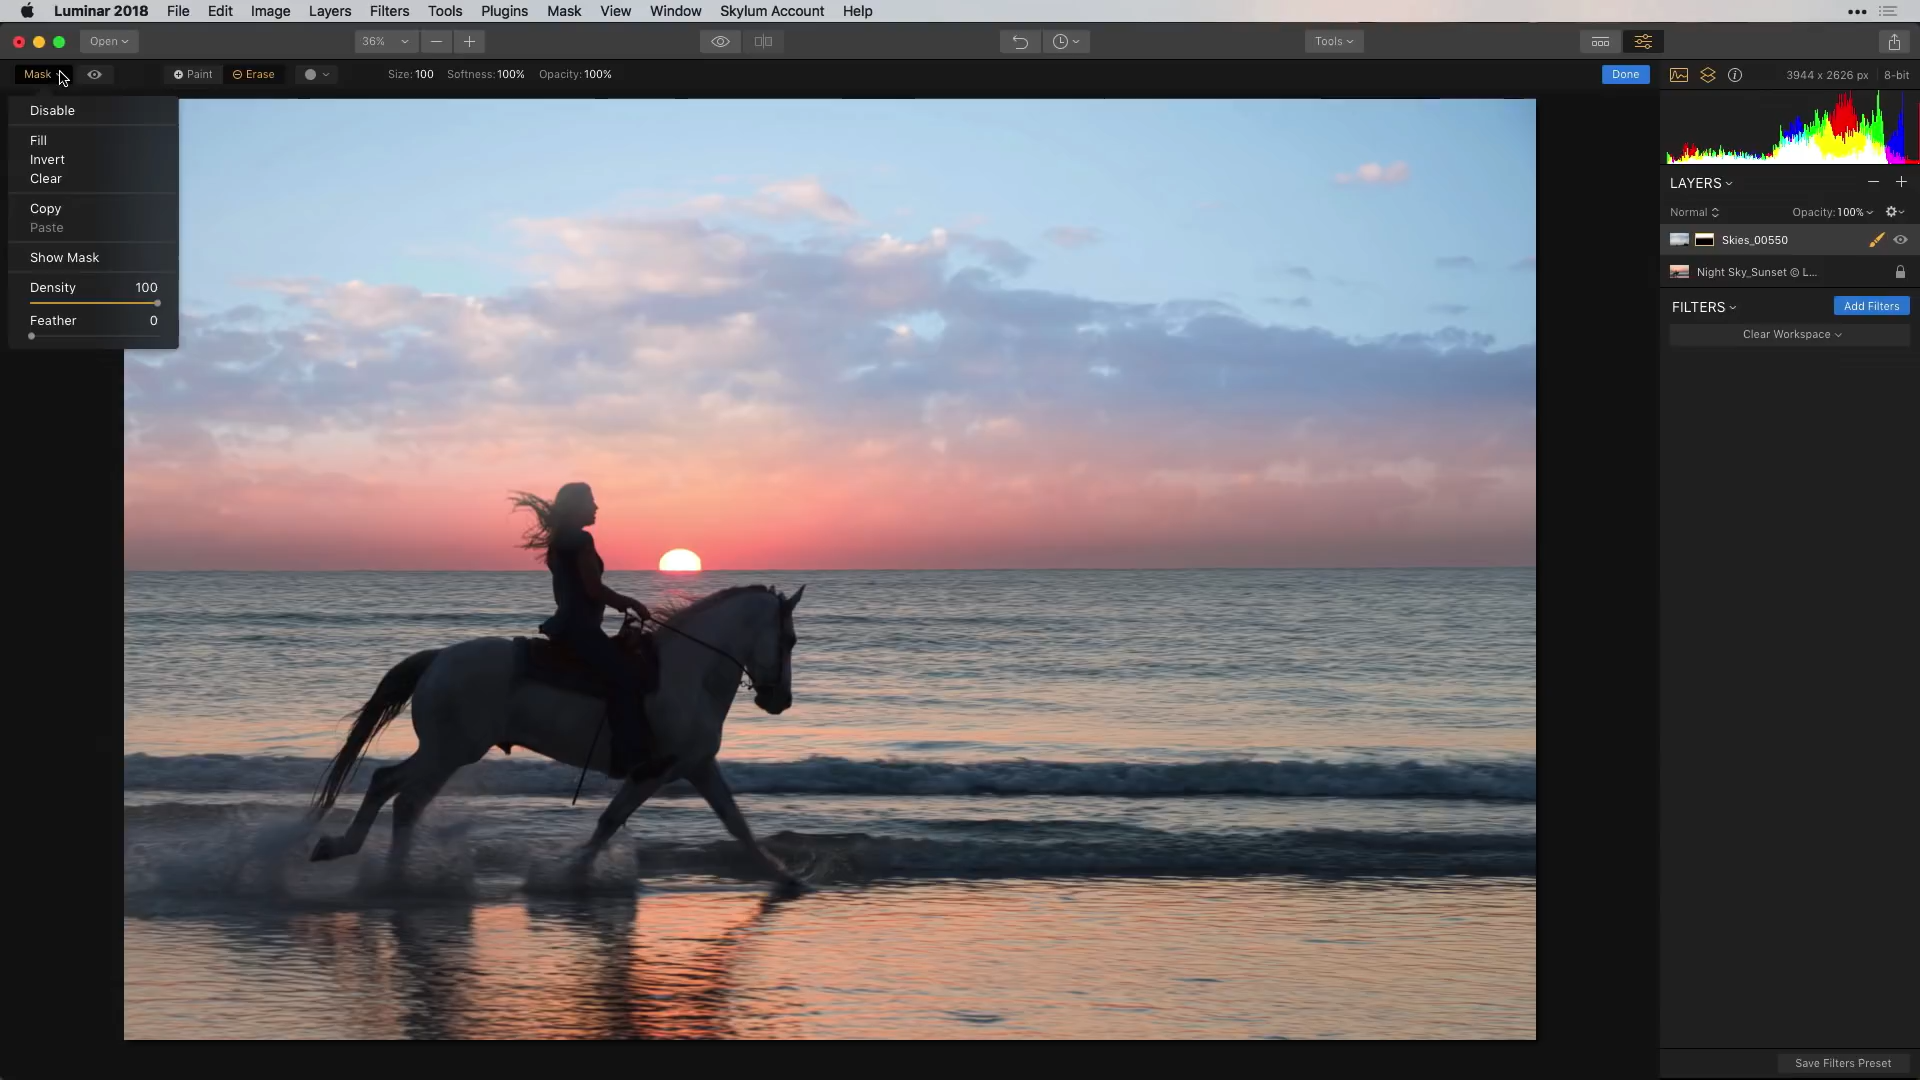 Luminar 2018 File Edit Image Layers Filters Tools Plugins Mask View Window Skylum Account Help
Open 36% Tools
Mask Paint Erase Size: 100 Softness: 100% Opacity: 100% Done 3944 x 2626 px 8-bit
Disable
Fill
Invert
Clear
Copy
Paste
Show Mask
Density 100
Feather 0
LAYERS
Normal Opacity: 100%
Skies_00550
Night Sky_Sunset © L...
FILTERS Add Filters
Clear Workspace
Save Filters Preset